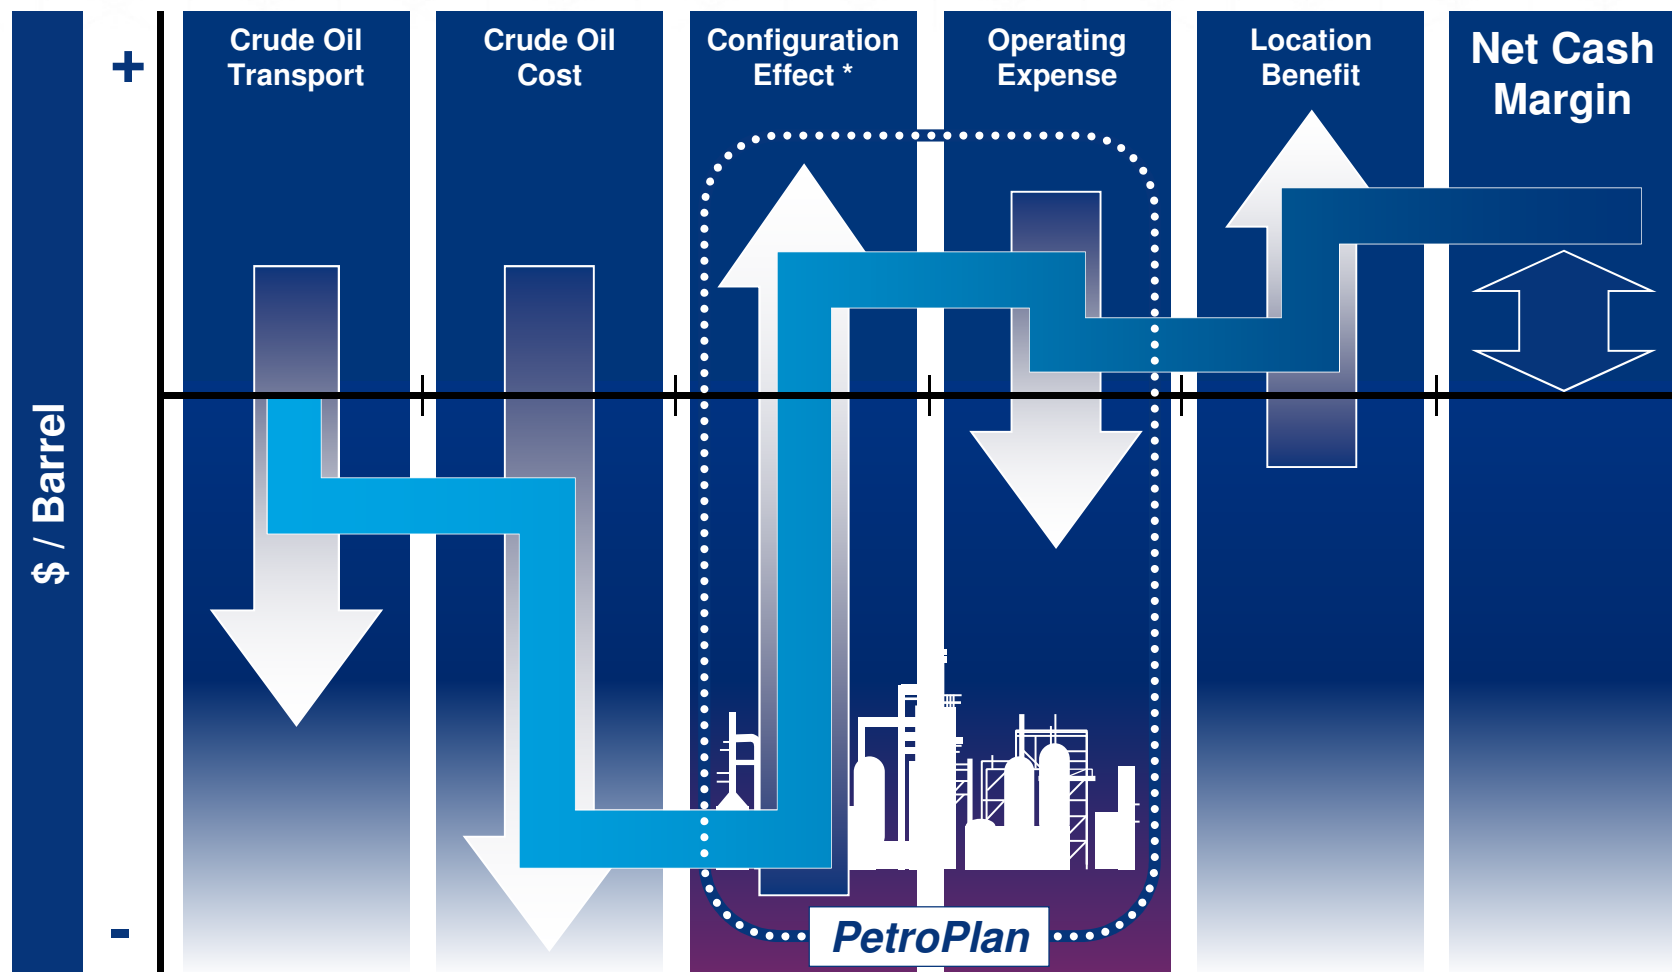 +
Crude Oil
Transport
Crude Oil
Cost
Configuration
Effect *
Operating
Expense
Location
Benefit
Net Cash
Margin
$ / Barrel
-
PetroPlan